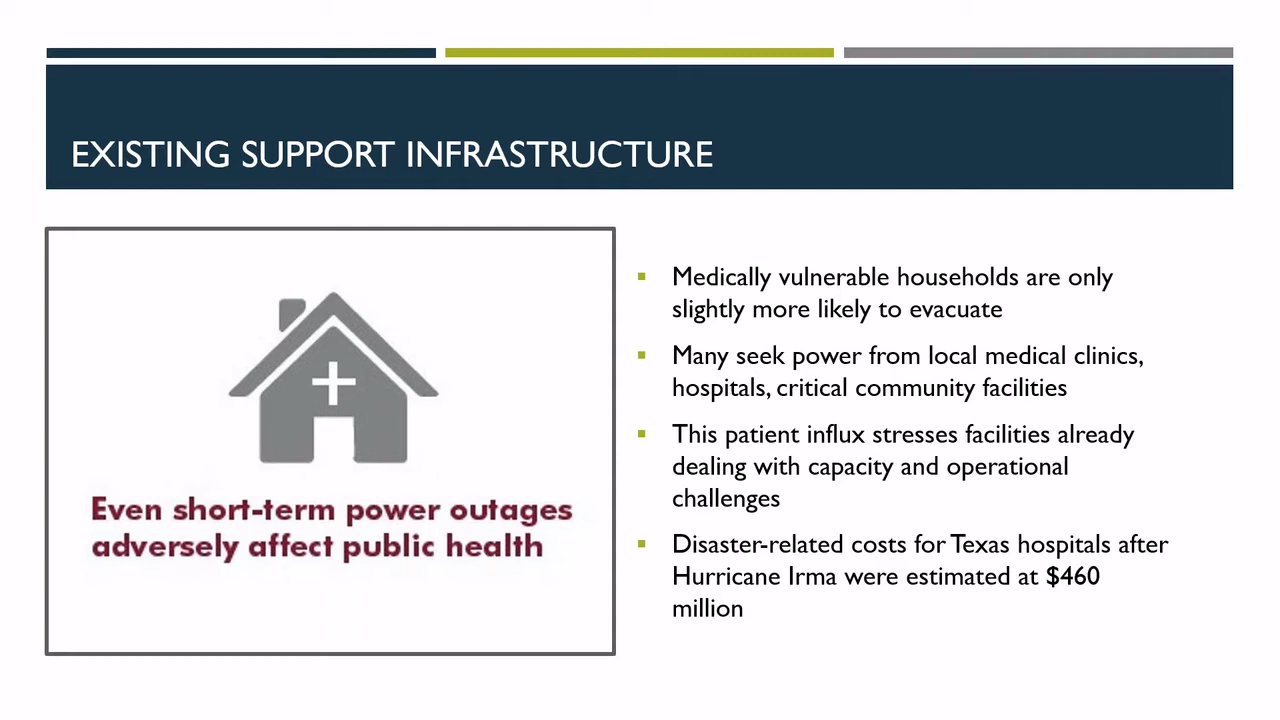 EXISTING SUPPORT INFRASTRUCTURE
Even short-term power outages
adversely affect public health
▪ Medically vulnerable households are only
slightly more likely to evacuate
▪ Many seek power from local medical clinics,
hospitals, critical community facilities
▪ This patient influx stresses facilities already
dealing with capacity and operational
challenges
▪ Disaster-related costs for Texas hospitals after
Hurricane Irma were estimated at $460
million